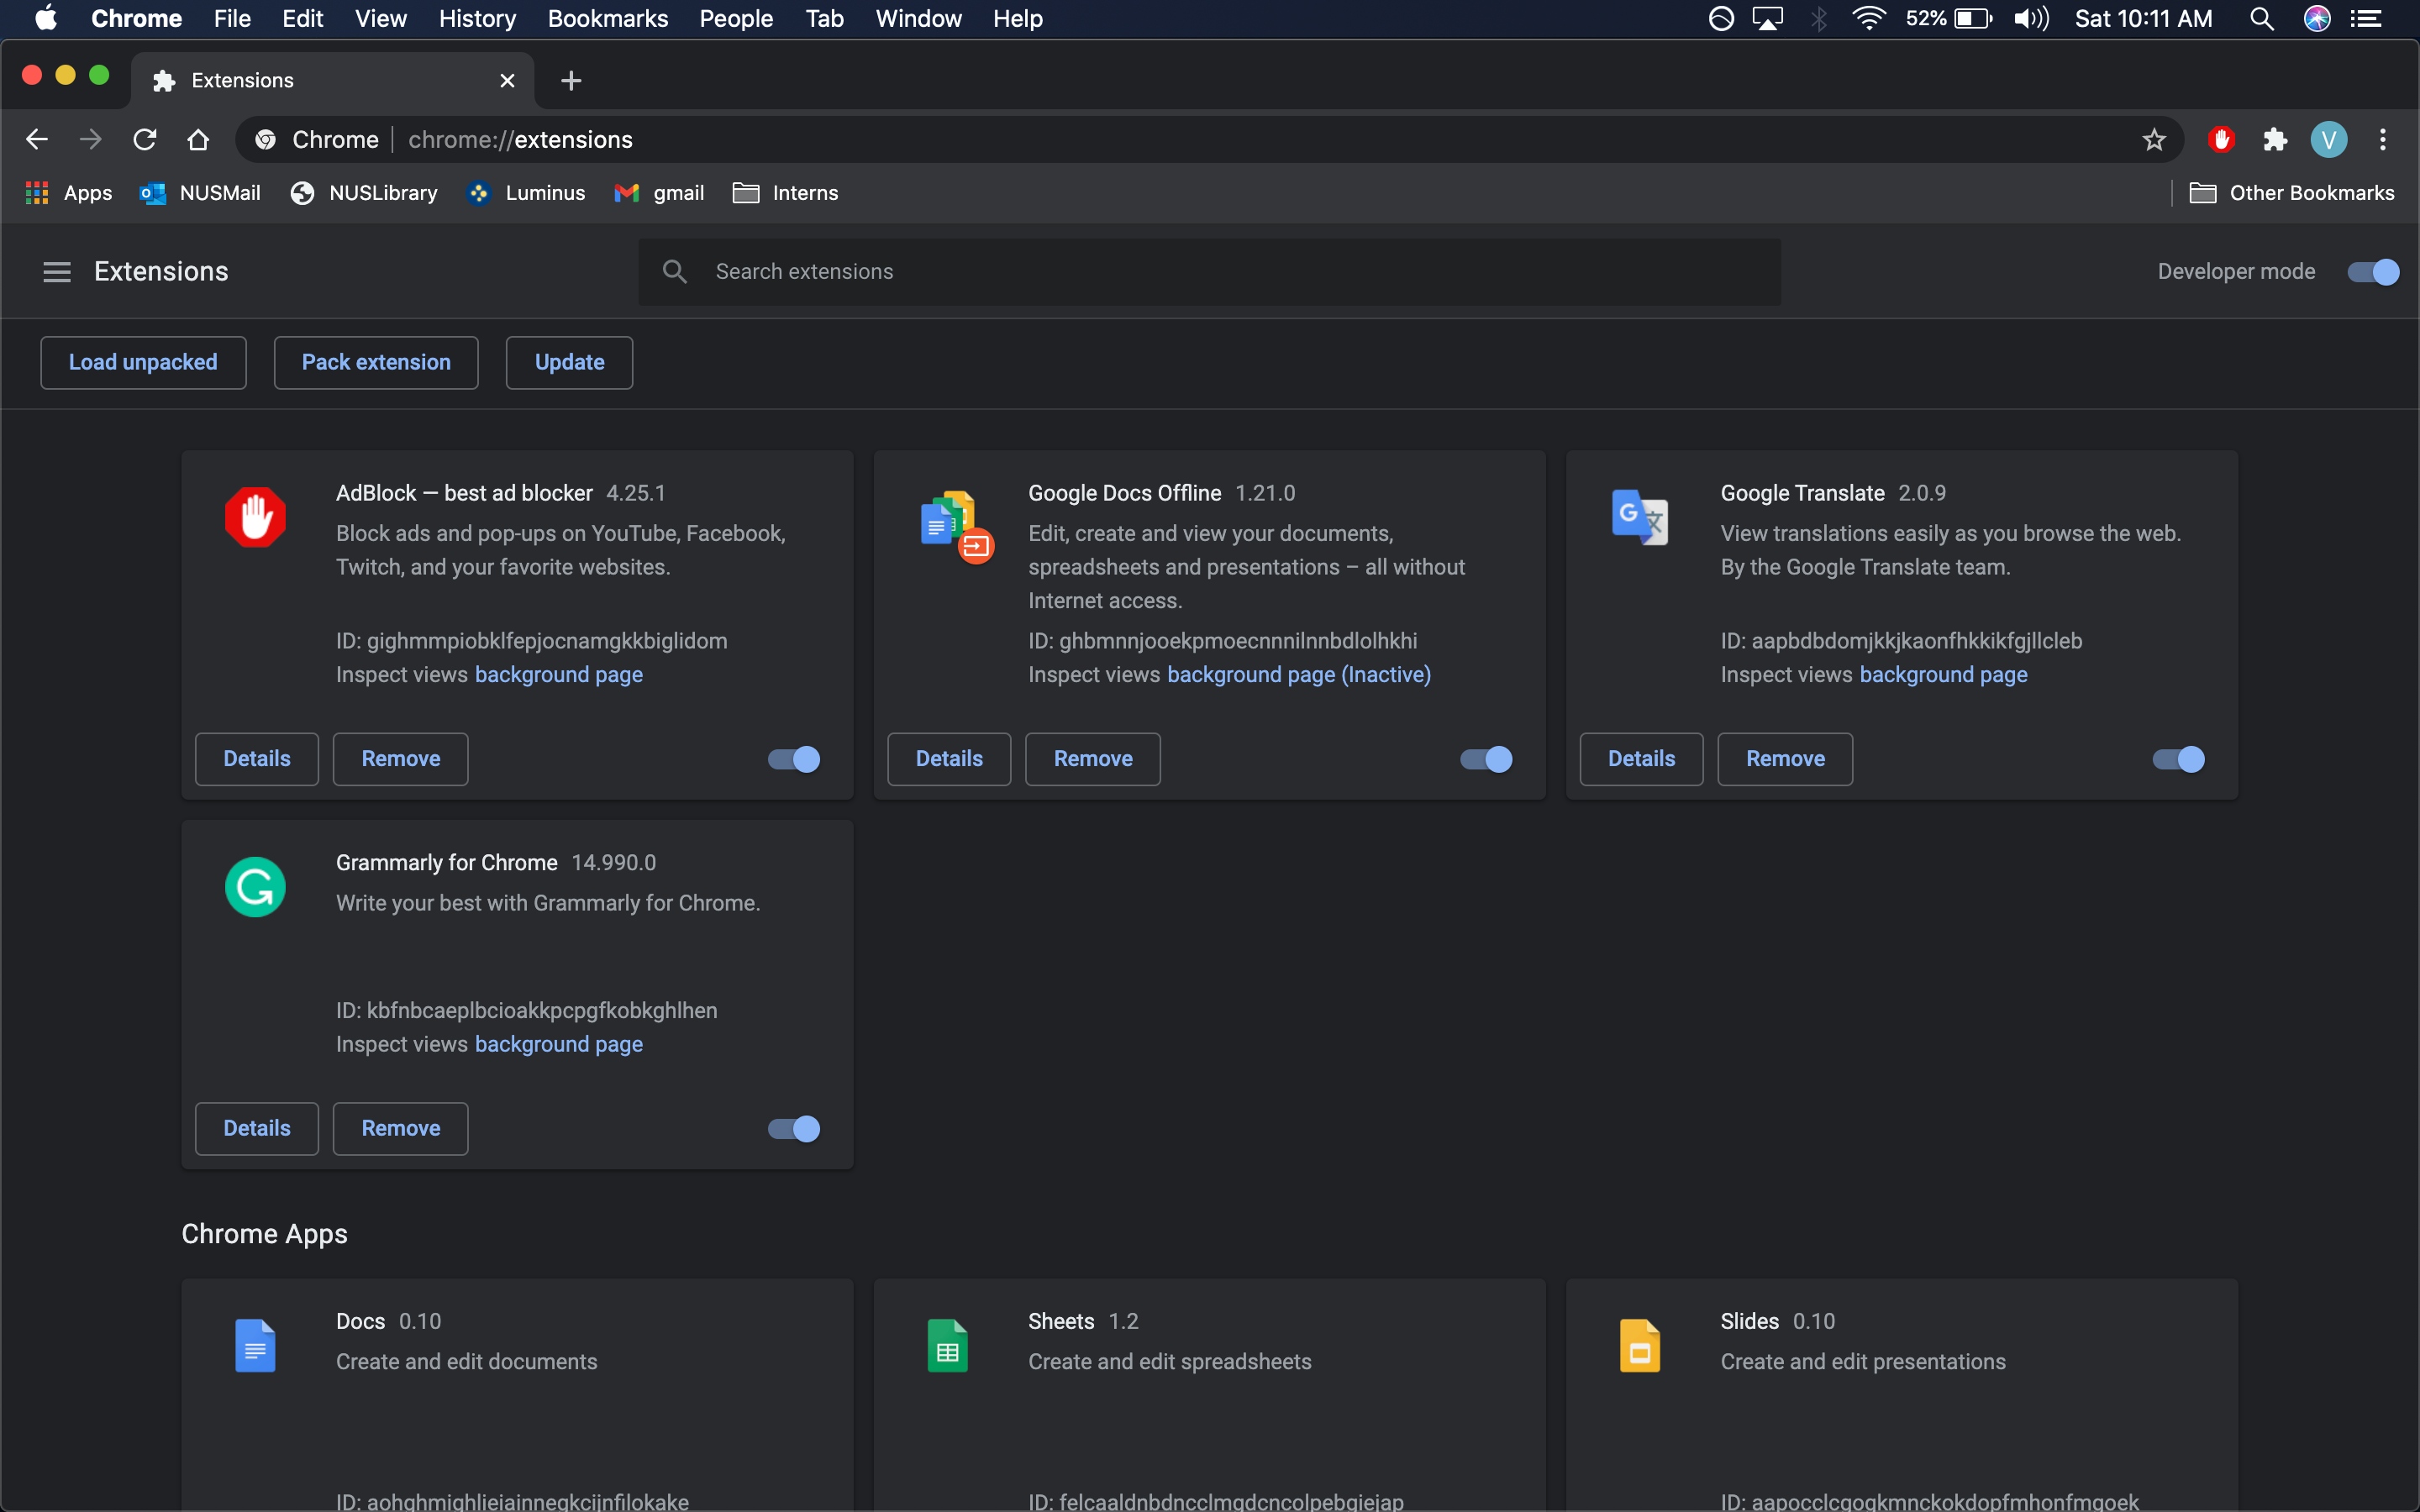 Chrome File Edit View History Bookmarks People Tab Window Help 52% Sat 10:11 AM
Extensions
Chrome chrome://extensions V
Apps NUSMail NUSLibrary Luminus gmail Interns Other Bookmarks
Extensions Search extensions Developer mode
Load unpacked Pack extension Update
AdBlock — best ad blocker 4.25.1
Block ads and pop-ups on YouTube, Facebook,
Twitch, and your favorite websites.
ID: gighmmpiobklfepjocnamgkkbiglidom
Inspect views background page
Details Remove
Google Docs Offline 1.21.0
Edit, create and view your documents,
spreadsheets and presentations – all without
Internet access.
ID: ghbmnnjooekpmoecnnnilnnbdlolhkhi
Inspect views background page (Inactive)
Details Remove
Google Translate 2.0.9
View translations easily as you browse the web.
By the Google Translate team.
ID: aapbdbdomjkkjkaonfhkkikfgjllcleb
Inspect views background page
Details Remove
Grammarly for Chrome 14.990.0
Write your best with Grammarly for Chrome.
ID: kbfnbcaeplbcioakkpcpgfkobkghlhen
Inspect views background page
Details Remove
Chrome Apps
Docs 0.10
Create and edit documents
ID: aohghmighlieiainnegkcijnfilokake
Sheets 1.2
Create and edit spreadsheets
ID: felcaaldnbdncclmgdcncolpebgiejap
Slides 0.10
Create and edit presentations
ID: aapocclcgogkmnckokdopfmhonfmgoek